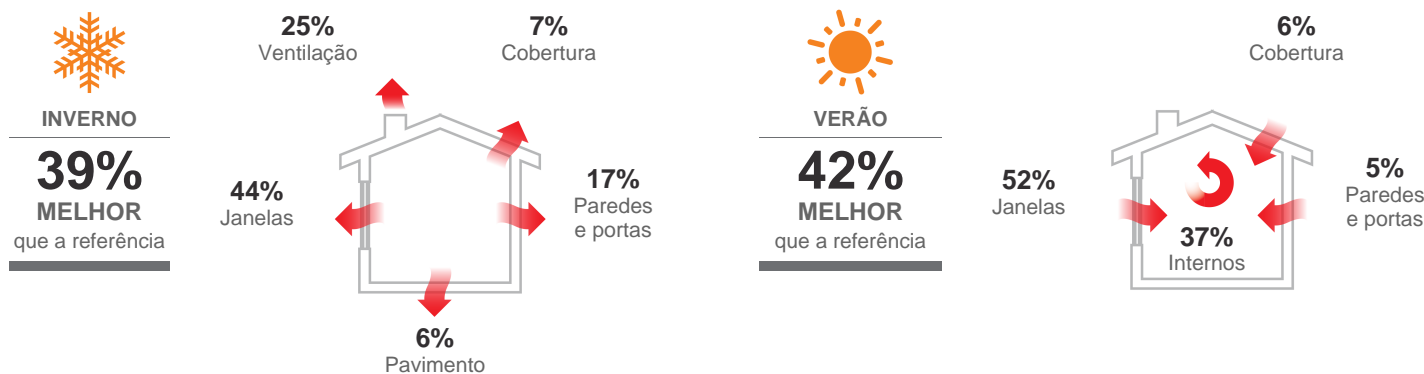 INVERNO
39%
MELHOR
que a referência
25%
Ventilação
7%
Cobertura
44%
Janelas
17%
Paredes
e portas
6%
Pavimento
VERÃO
42%
MELHOR
que a referência
6%
Cobertura
52%
Janelas
5%
Paredes
e portas
37%
Internos